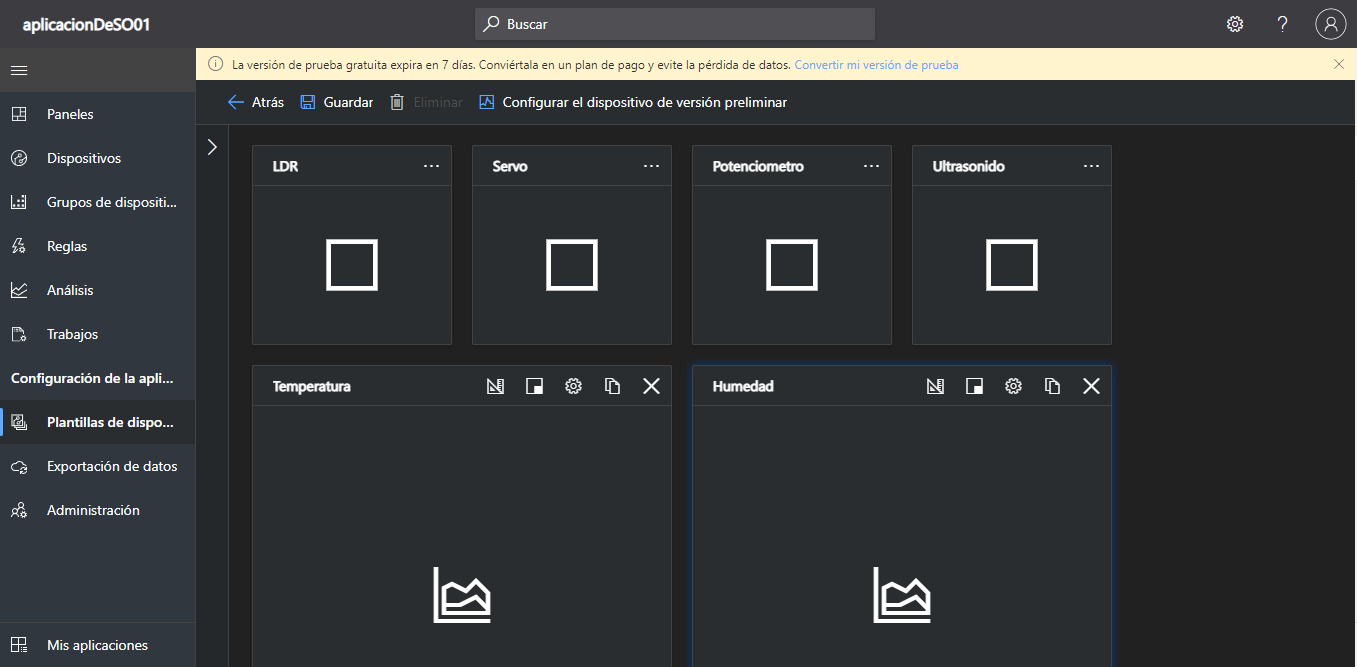 aplicacionDeSO01
Buscar
La versión de prueba gratuita expira en 7 días. Conviértala en un plan de pago y evite la pérdida de datos. Convertir mi versión de prueba
Atrás Guardar Eliminar Configurar el dispositivo de versión preliminar
Paneles
Dispositivos
Grupos de dispositi...
Reglas
Análisis
Trabajos
Configuración de la apli...
Plantillas de dispo...
Exportación de datos
Administración
Mis aplicaciones
LDR
Servo
Potenciometro
Ultrasonido
Temperatura
Humedad